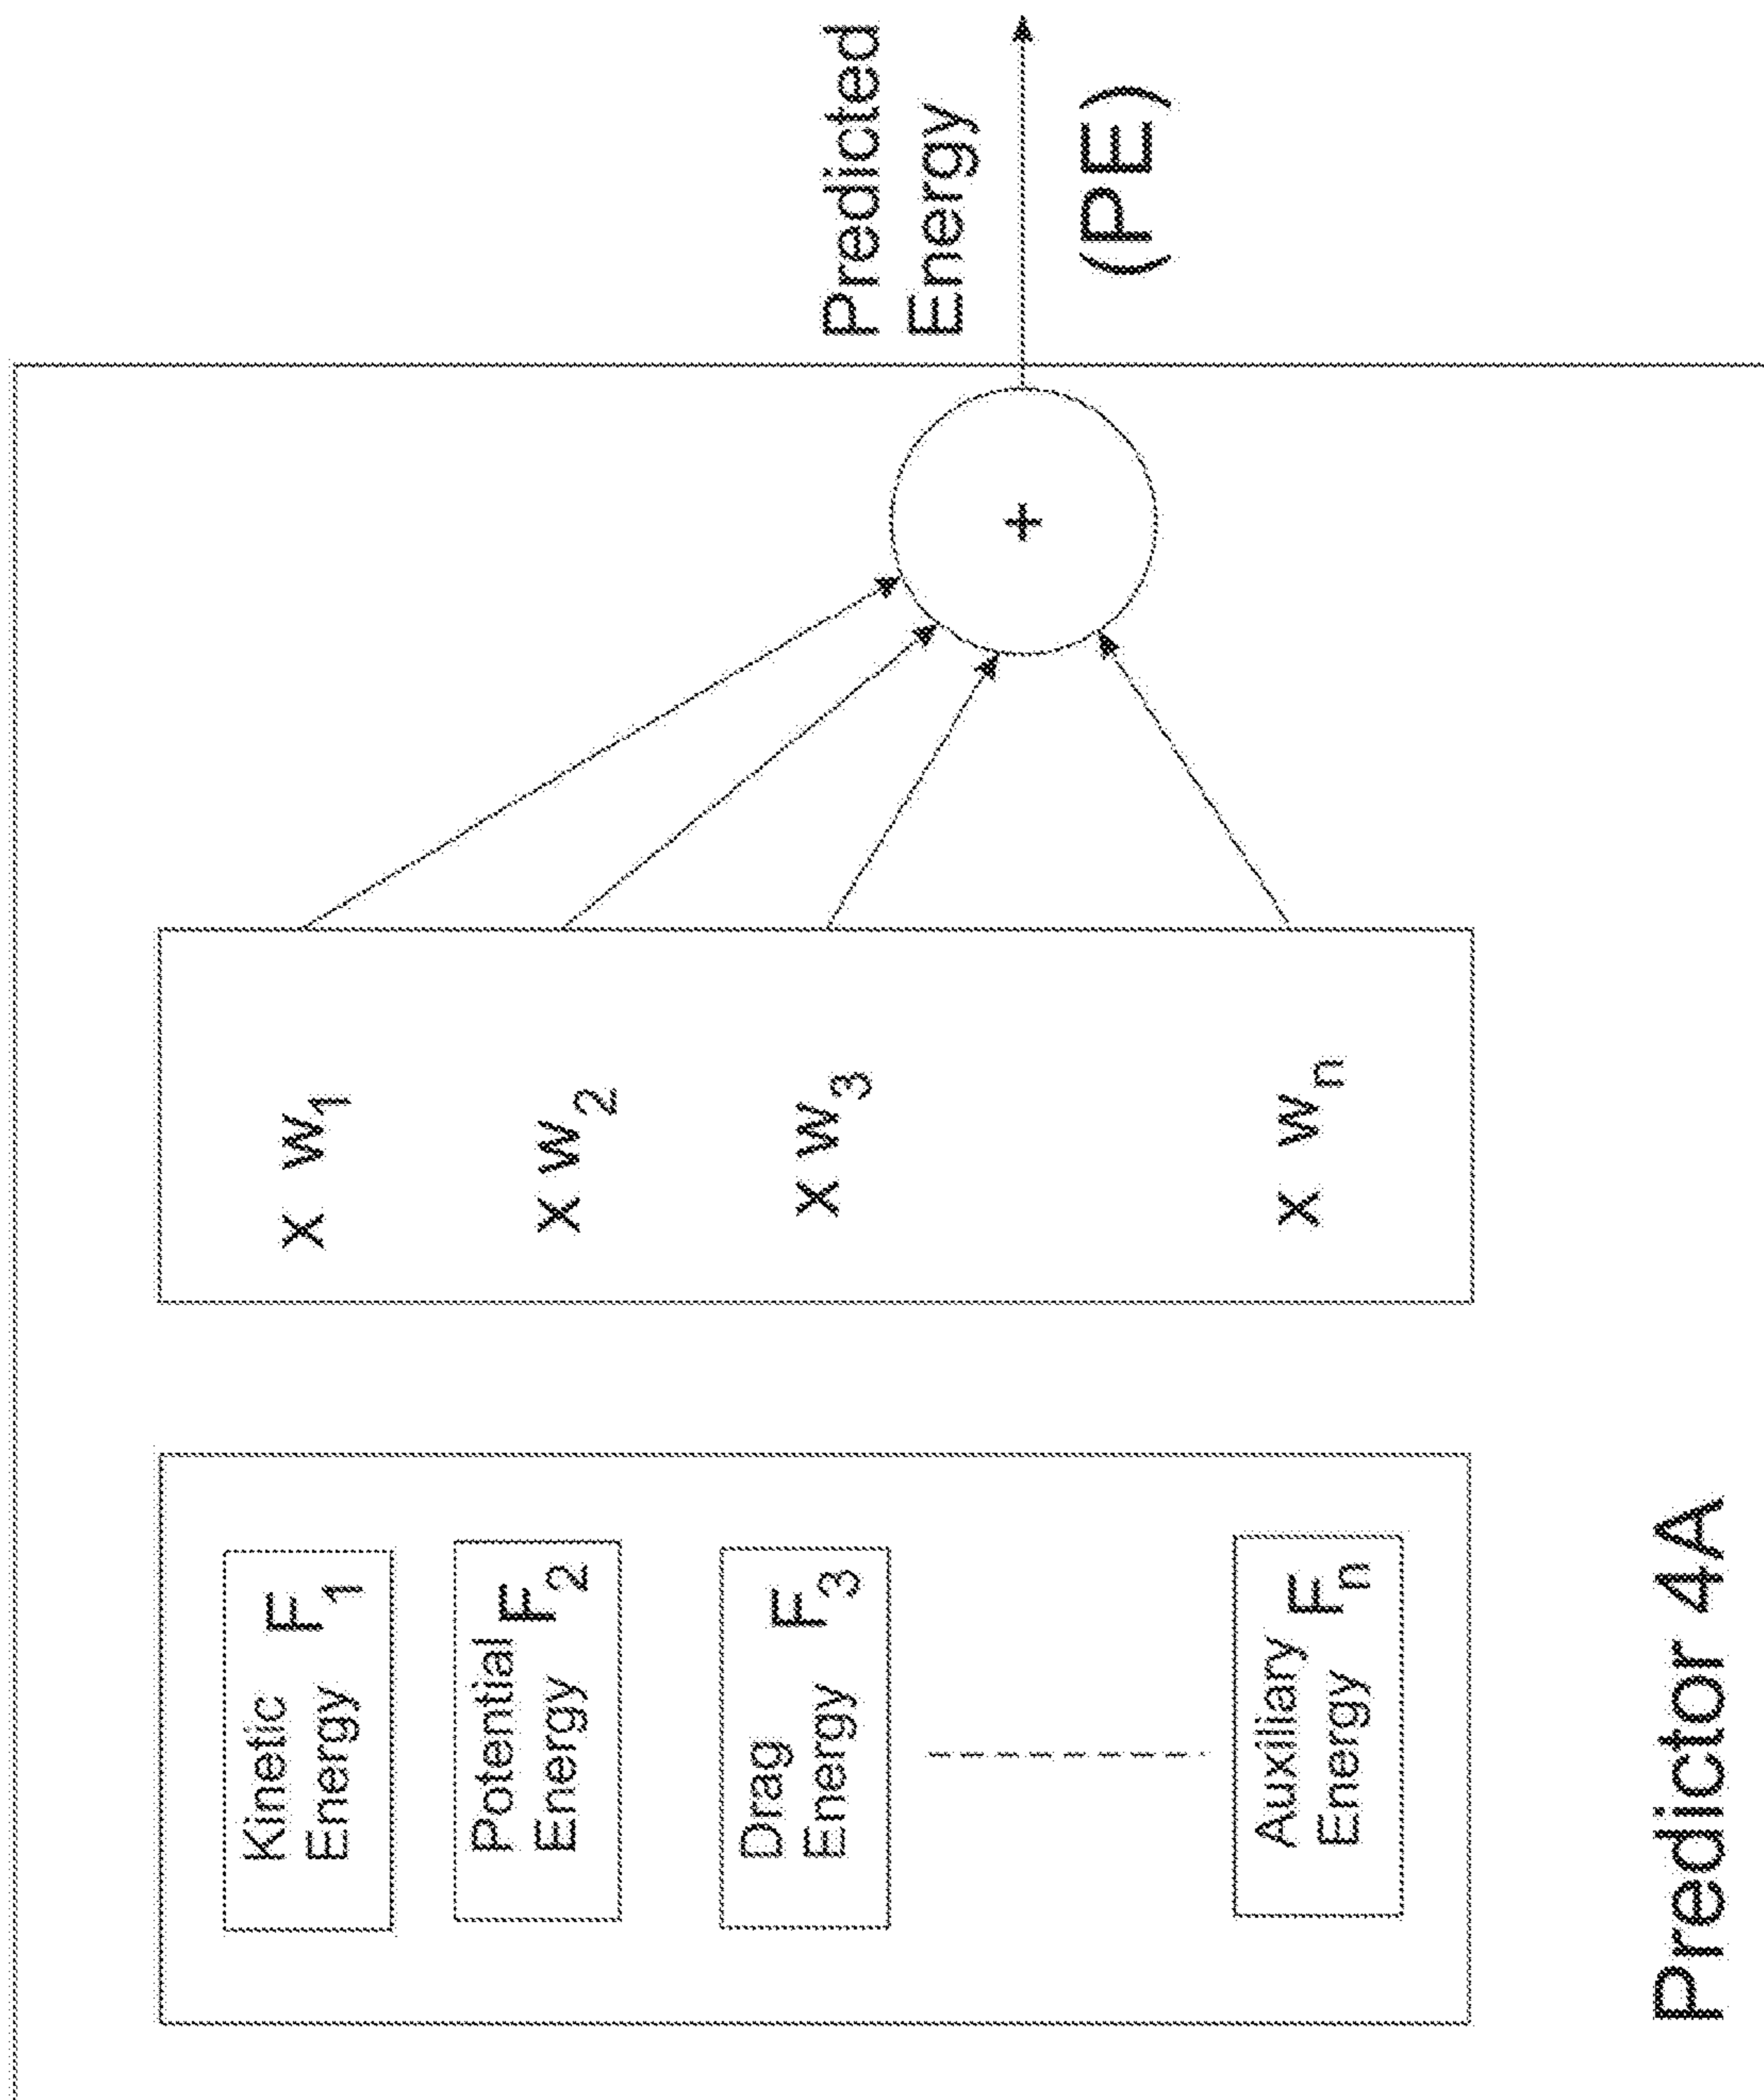 Kinetic
Energy F1
Potential
Energy F2
Drag
Energy F3
Auxiliary
Energy Fn
x w1
x w2
x w3
x wn
+
Predicted
Energy
(PE)
Predictor 4A